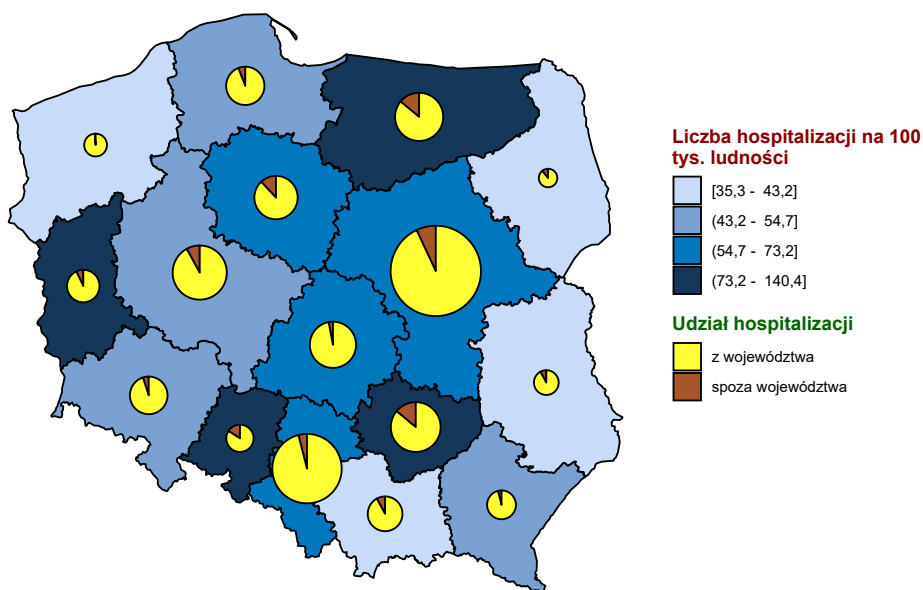 Liczba hospitalizacji na 100
tys. ludności
[35,3 - 43,2]
(43,2 - 54,7]
(54,7 - 73,2]
(73,2 - 140,4]
Udział hospitalizacji
z województwa
spoza województwa